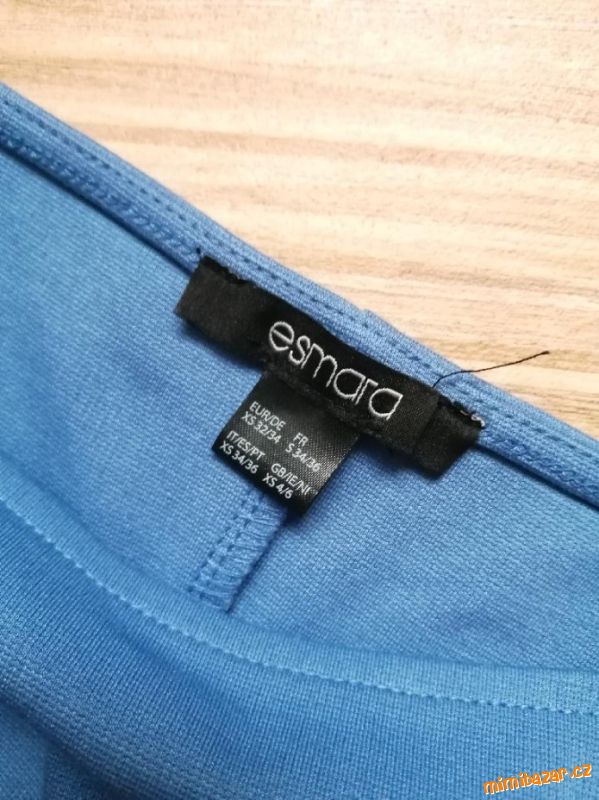 esmara
EUR/DE FR
XS 32/34 S 34/36
IT/ES/PT GB/IE/NI
XS 34/36 XS 4/6
mimibazar.cz